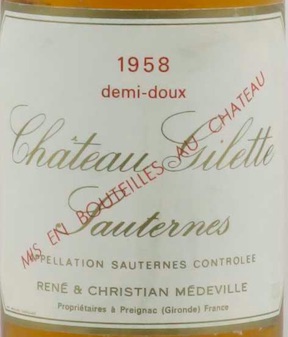 1958
demi-doux
Château Gilette
MIS EN BOUTEILLES AU CHATEAU
Sauternes
APPELLATION SAUTERNES CONTROLÉE
RENÉ & CHRISTIAN MÉDEVILLE
Propriétaires à Preignac (Gironde) France